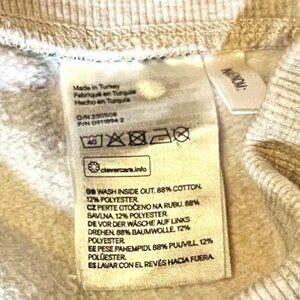 Made in Turkey
Fabriqué en Turquie
Hecho en Turquía
O/N 230508
P/N 0911894 2
40
clevercare.info
GB WASH INSIDE OUT. 88% COTTON,
12% POLYESTER.
CZ PERTE OTOČENO NA RUBU. 88%
BAVLNA, 12% POLYESTER.
DE VOR DER WÄSCHE AUF LINKS
DREHEN. 88% BAUMWOLLE, 12%
POLYESTER.
EE PESE PAHEMPIDI. 88% PUUVILL, 12%
POLÜESTER.
ES LAVAR CON EL REVÉS HACIA FUERA.